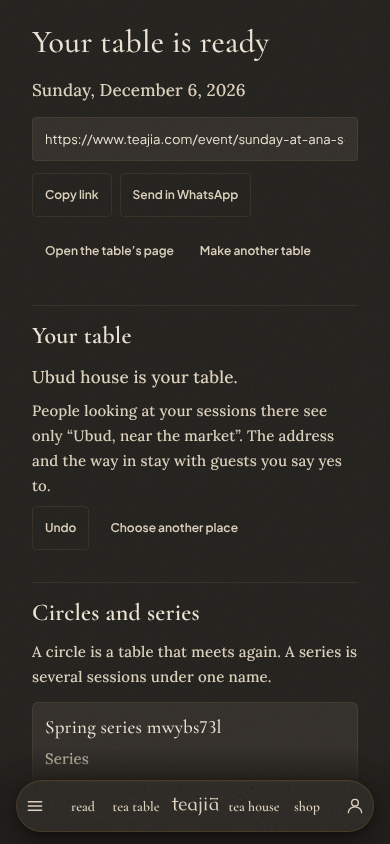 Your table is ready
Sunday, December 6, 2026
https://www.teajia.com/event/sunday-at-ana-s
Copy link
Send in WhatsApp
Open the table’s page
Make another table
Your table
Ubud house is your table.
People looking at your sessions there see
only “Ubud, near the market”. The address
and the way in stay with guests you say yes
to.
Undo
Choose another place
Circles and series
A circle is a table that meets again. A series is
several sessions under one name.
Spring series mwybs73l
Series
read
tea table
teajia
tea house
shop